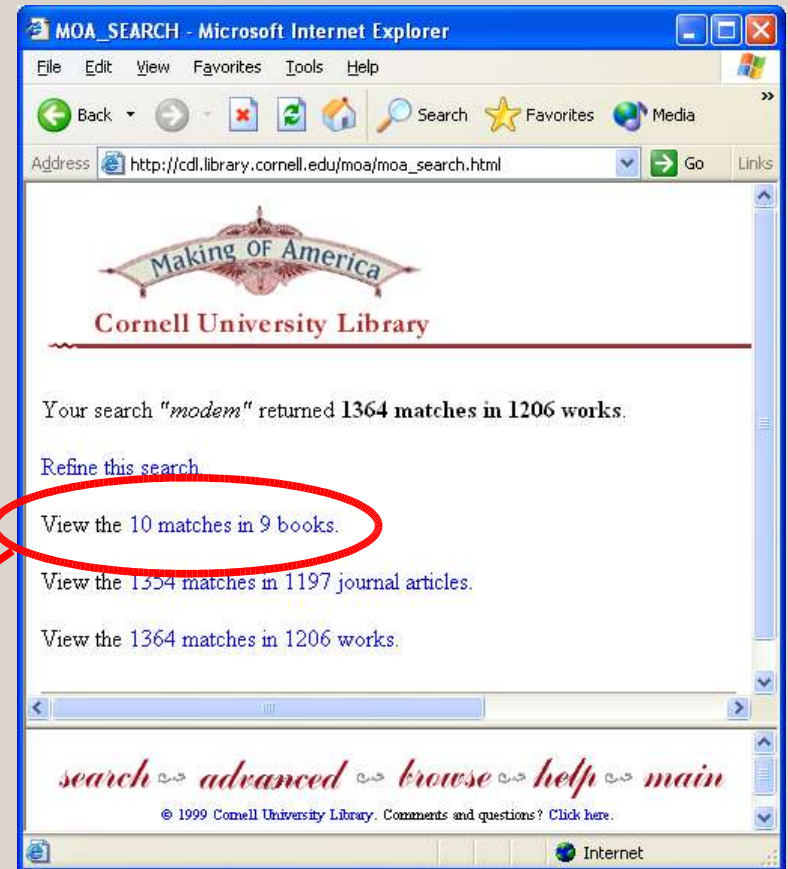 MOA_SEARCH - Microsoft Internet Explorer
File Edit View Favorites Tools Help
Back Search Favorites Media »
Address http://cdl.library.cornell.edu/moa/moa_search.html Go Links
Making OF America
Cornell University Library
Your search "modem" returned 1364 matches in 1206 works.
Refine this search.
View the 10 matches in 9 books.
View the 1354 matches in 1197 journal articles.
View the 1364 matches in 1206 works.
search advanced browse help main
© 1999 Cornell University Library. Comments and questions? Click here.
Internet